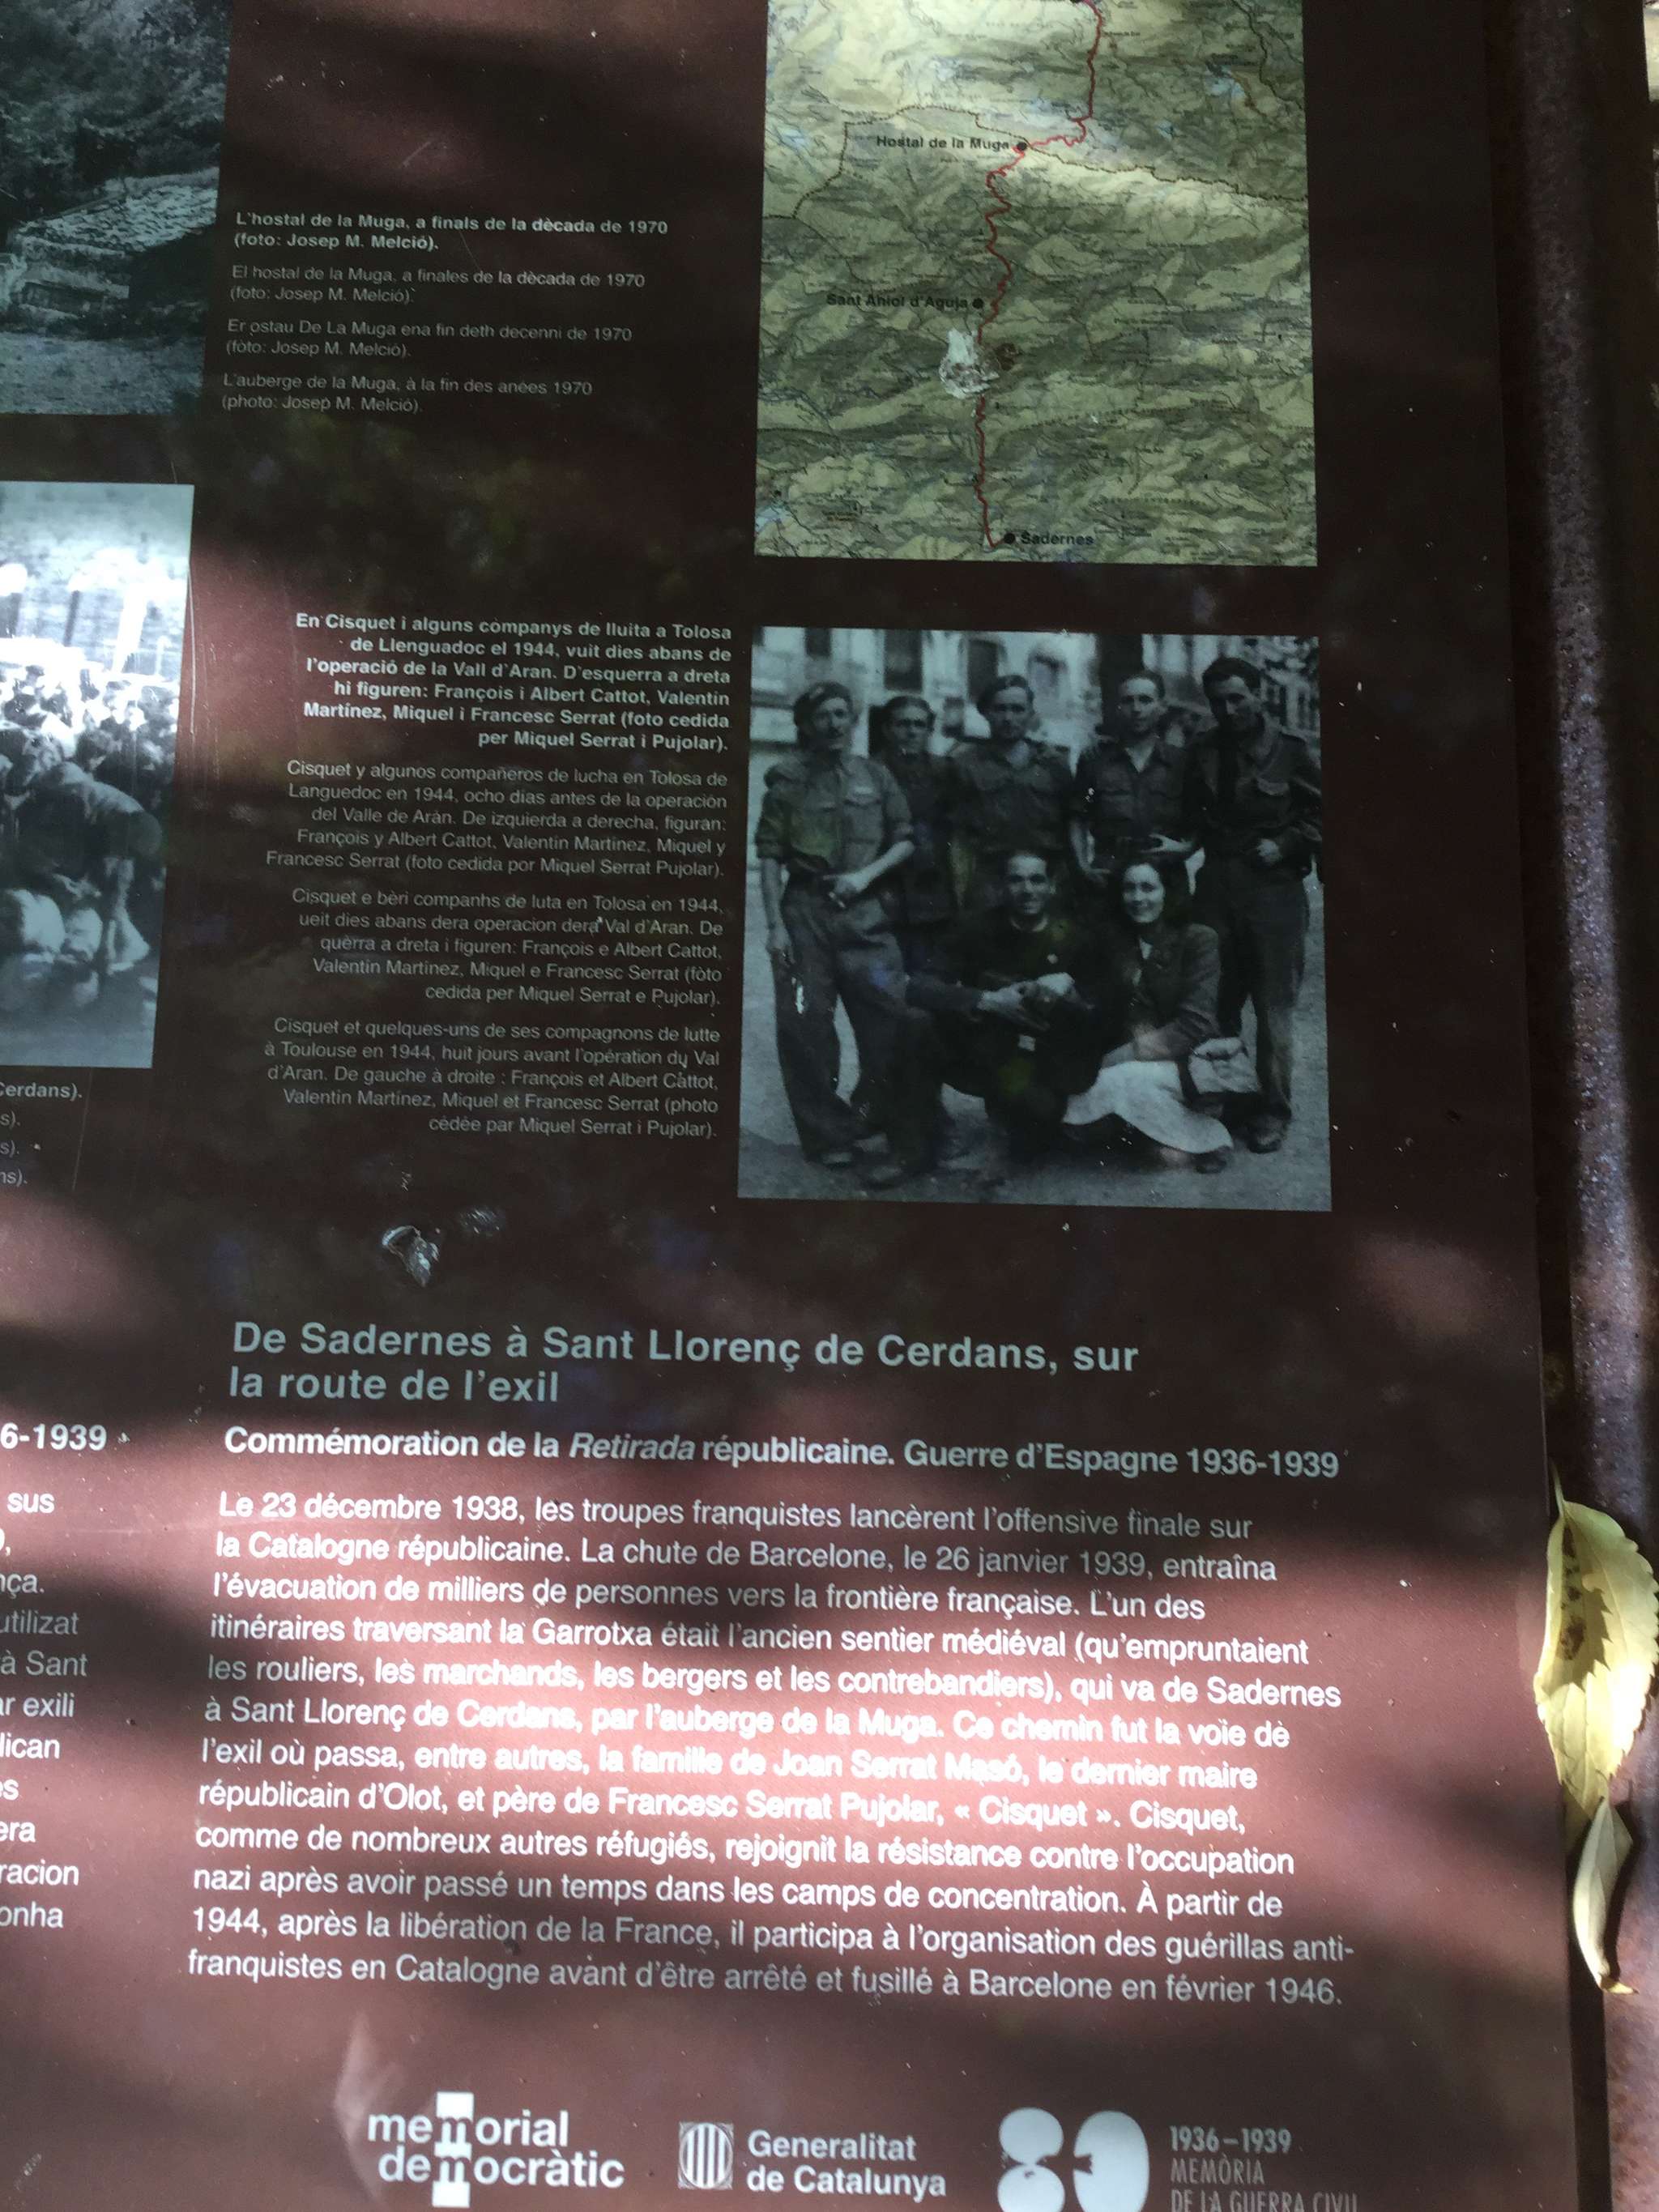 Hostal de la Muga
Sant Aniol d'Aguja
Sadernes
L'hostal de la Muga, a finals de la dècada de 1970
(foto: Josep M. Melció).
El hostal de la Muga, a finales de la dècada de 1970
(foto: Josep M. Melció).
Er ostau De La Muga ena fin deth decenni de 1970
(fòto: Josep M. Melció).
L'auberge de la Muga, à la fin des anées 1970
(photo: Josep M. Melció).
En Cisquet i alguns companys de lluita a Tolosa
de Llenguadoc el 1944, vuit dies abans de
l'operació de la Vall d'Aran. D'esquerra a dreta
hi figuren: François i Albert Cattot, Valentin
Martínez, Miquel i Francesc Serrat (foto cedida
per Miquel Serrat i Pujolar).
Cisquet y algunos compañeros de lucha en Tolosa de
Languedoc en 1944, ocho días antes de la operación
del Valle de Arán. De izquierda a derecha, figuran:
François y Albert Cattot, Valentin Martínez, Miquel y
Francesc Serrat (foto cedida por Miquel Serrat Pujolar).
Cisquet e bèri companhs de luta en Tolosa en 1944,
ueit dies abans dera operacion dera Val d'Aran. De
quèrra a dreta i figuren: François e Albert Cattot,
Valentin Martínez, Miquel e Francesc Serrat (fòto
cedida per Miquel Serrat e Pujolar).
Cisquet et quelques-uns de ses compagnons de lutte
à Toulouse en 1944, huit jours avant l'opération du Val
d'Aran. De gauche à droite : François et Albert Cattot,
Valentin Martínez, Miquel et Francesc Serrat (photo
cédée par Miquel Serrat i Pujolar).
Cerdans).
s).
s).
ns).
6-1939
sus
nça.
utilizat
à Sant
ar exili
lican
es
era
racion
onha
De Sadernes à Sant Llorenç de Cerdans, sur
la route de l'exil
Commémoration de la Retirada républicaine. Guerre d'Espagne 1936-1939
Le 23 décembre 1938, les troupes franquistes lancèrent l'offensive finale sur
la Catalogne républicaine. La chute de Barcelone, le 26 janvier 1939, entraîna
l'évacuation de milliers de personnes vers la frontière française. L'un des
itinéraires traversant la Garrotxa était l'ancien sentier médiéval (qu'empruntaient
les rouliers, les marchands, les bergers et les contrebandiers), qui va de Sadernes
à Sant Llorenç de Cerdans, par l'auberge de la Muga. Ce chemin fut la voie de
l'exil où passa, entre autres, la famille de Joan Serrat Masó, le dernier maire
républicain d'Olot, et père de Francesc Serrat Pujolar, « Cisquet ». Cisquet,
comme de nombreux autres réfugiés, rejoignit la résistance contre l'occupation
nazi après avoir passé un temps dans les camps de concentration. À partir de
1944, après la libération de la France, il participa à l'organisation des guérillas anti-
franquistes en Catalogne avant d'être arrêté et fusillé à Barcelone en février 1946.
memorial
democràtic
Generalitat
de Catalunya
80
1936–1939
MEMÒRIA
DE LA GUERRA CIVIL